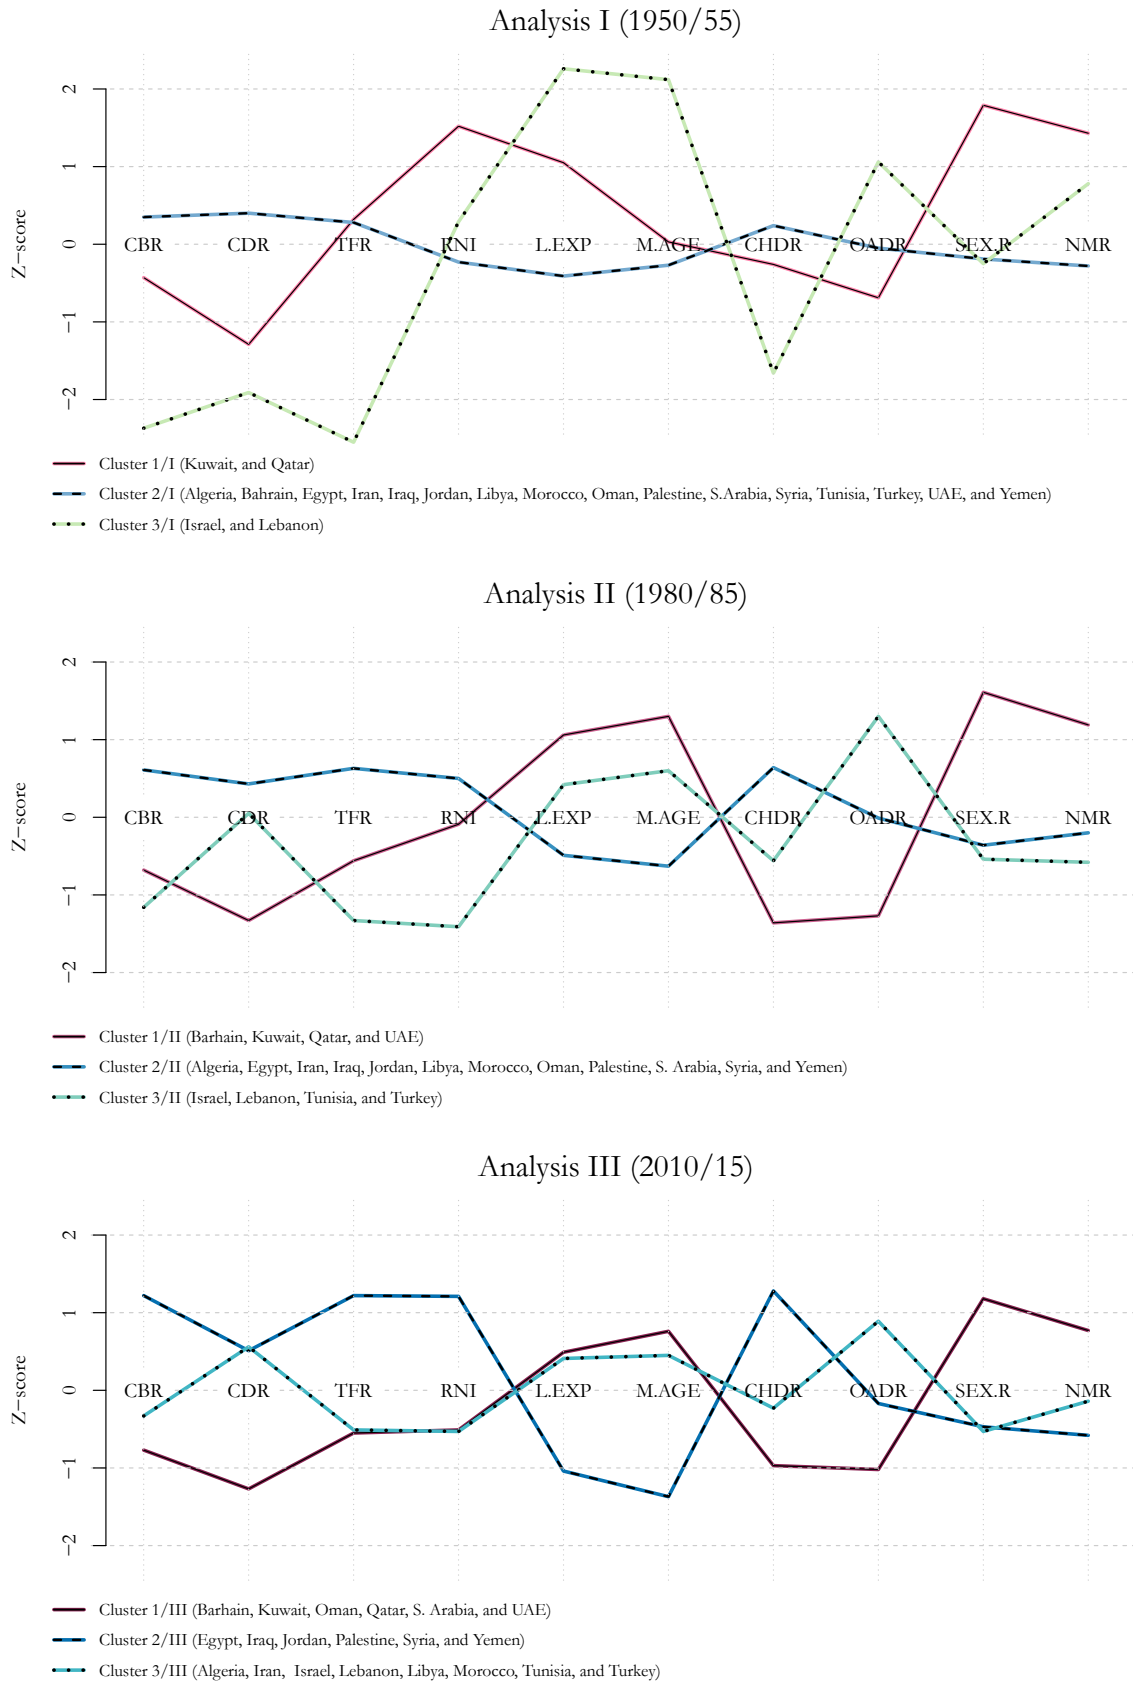 Analysis I (1950/55)
2
1
0
−1
−2
Z−score
CBR CDR TFR RNI L.EXP M.AGE CHDR OADR SEX.R NMR
Cluster 1/I (Kuwait, and Qatar)
Cluster 2/I (Algeria, Bahrain, Egypt, Iran, Iraq, Jordan, Libya, Morocco, Oman, Palestine, S.Arabia, Syria, Tunisia, Turkey, UAE, and Yemen)
Cluster 3/I (Israel, and Lebanon)
Analysis II (1980/85)
2
1
0
−1
−2
Z−score
CBR CDR TFR RNI L.EXP M.AGE CHDR OADR SEX.R NMR
Cluster 1/II (Barhain, Kuwait, Qatar, and UAE)
Cluster 2/II (Algeria, Egypt, Iran, Iraq, Jordan, Libya, Morocco, Oman, Palestine, S. Arabia, Syria, and Yemen)
Cluster 3/II (Israel, Lebanon, Tunisia, and Turkey)
Analysis III (2010/15)
2
1
0
−1
−2
Z−score
CBR CDR TFR RNI L.EXP M.AGE CHDR OADR SEX.R NMR
Cluster 1/III (Barhain, Kuwait, Oman, Qatar, S. Arabia, and UAE)
Cluster 2/III (Egypt, Iraq, Jordan, Palestine, Syria, and Yemen)
Cluster 3/III (Algeria, Iran, Israel, Lebanon, Libya, Morocco, Tunisia, and Turkey)